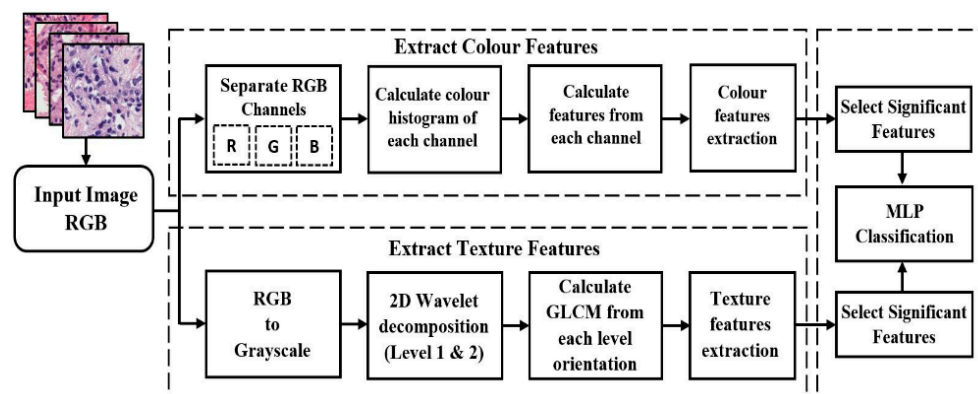 Input Image
RGB
Extract Colour Features
Separate RGB
Channels
R G B
Calculate colour
histogram of
each channel
Calculate
features from
each channel
Colour
features
extraction
Select Significant
Features
MLP
Classification
Extract Texture Features
RGB
to
Grayscale
2D Wavelet
decomposition
(Level 1 & 2)
Calculate
GLCM from
each level
orientation
Texture
features
extraction
Select Significant
Features